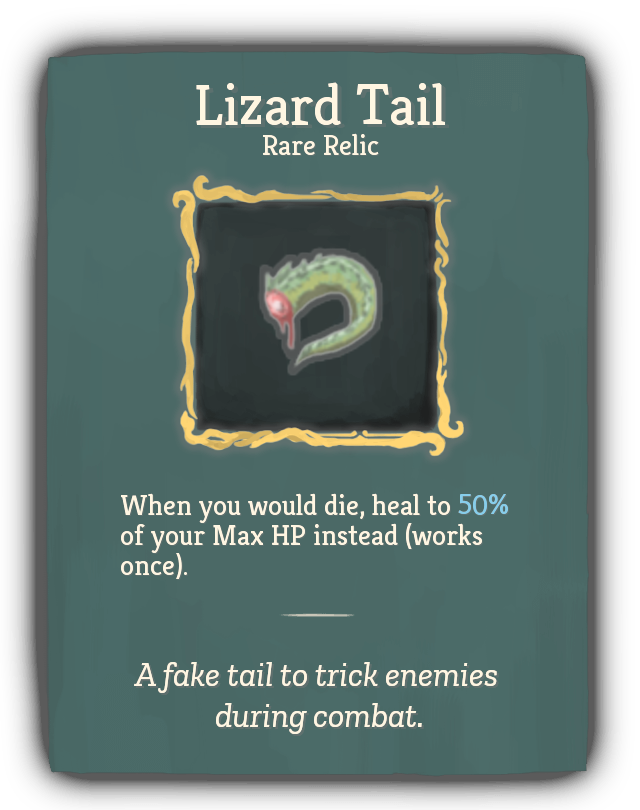 Lizard Tail
Rare Relic
When you would die, heal to 50%
of your Max HP instead (works
once).
A fake tail to trick enemies
during combat.